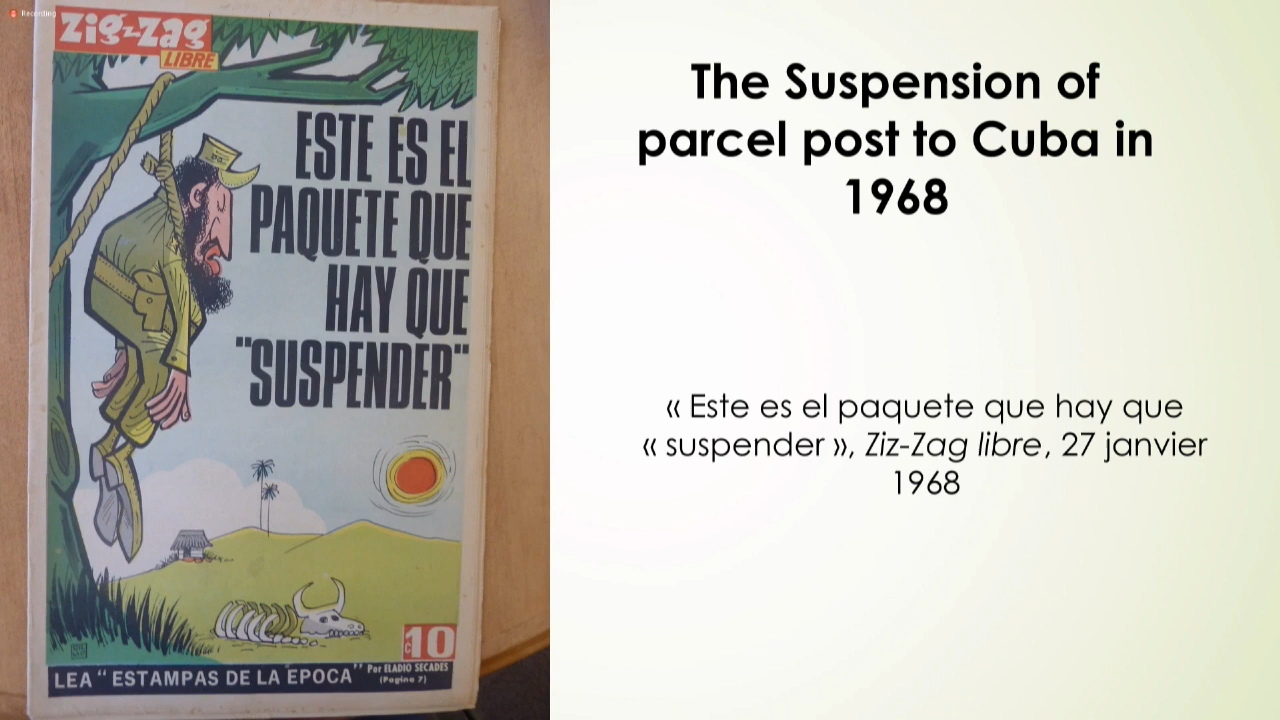 Recording
Zig-Zag
LIBRE
ESTE ES EL
PAQUETE QUE
HAY QUE
"SUSPENDER"
¢10
LEA "ESTAMPAS DE LA EPOCA" Por ELADIO SECADES
(Pagina 7)
The Suspension of
parcel post to Cuba in
1968
« Este es el paquete que hay que
« suspender », Ziz-Zag libre, 27 janvier
1968